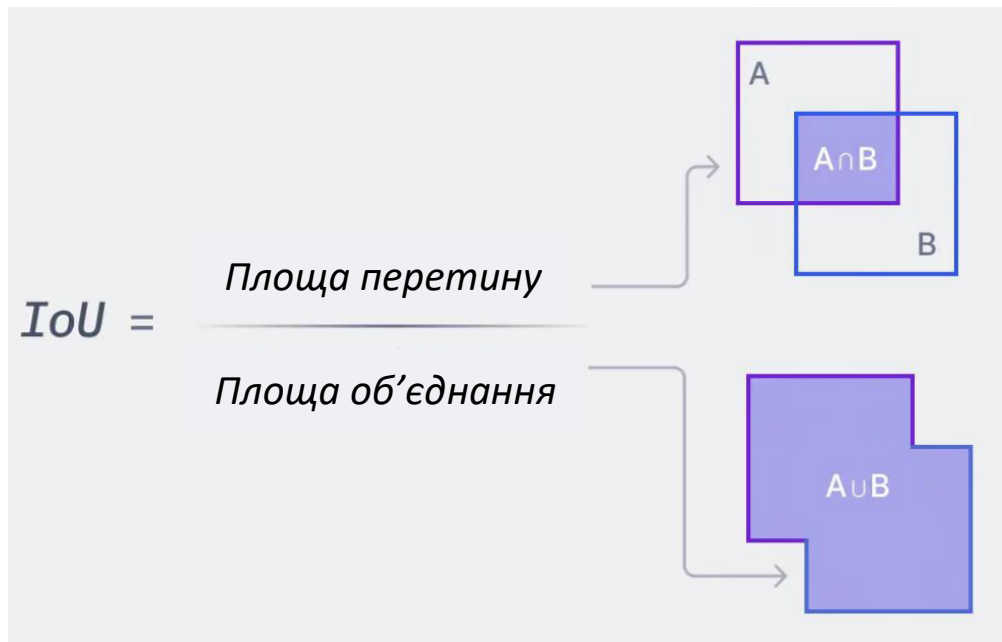 A
A∩B
B
Площа перетину
IoU =
Площа об’єднання
A∪B